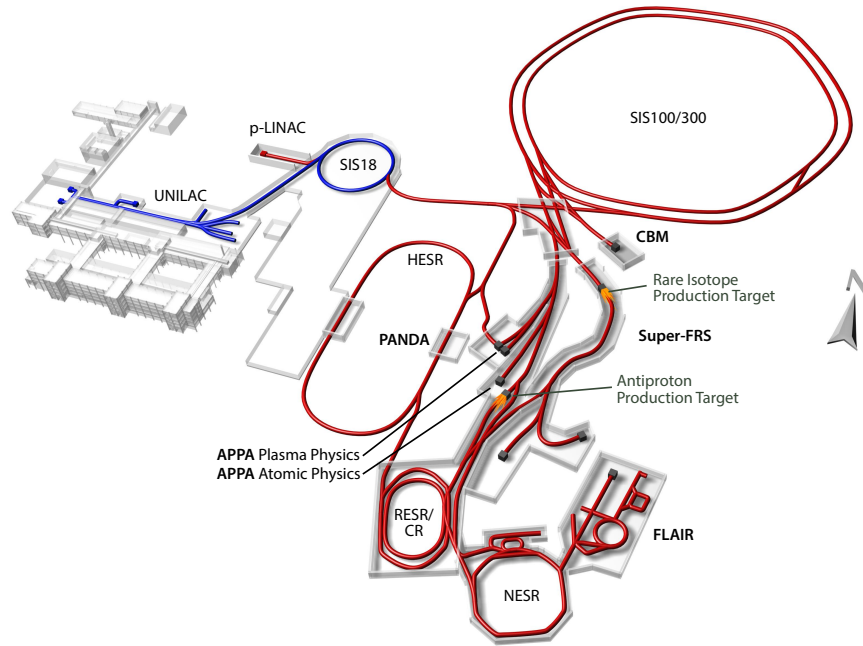 SIS100/300
p-LINAC
SIS18
UNILAC
CBM
HESR
Rare Isotope
Production Target
PANDA
Super-FRS
Antiproton
Production Target
APPA Plasma Physics
APPA Atomic Physics
RESR/
CR
FLAIR
NESR